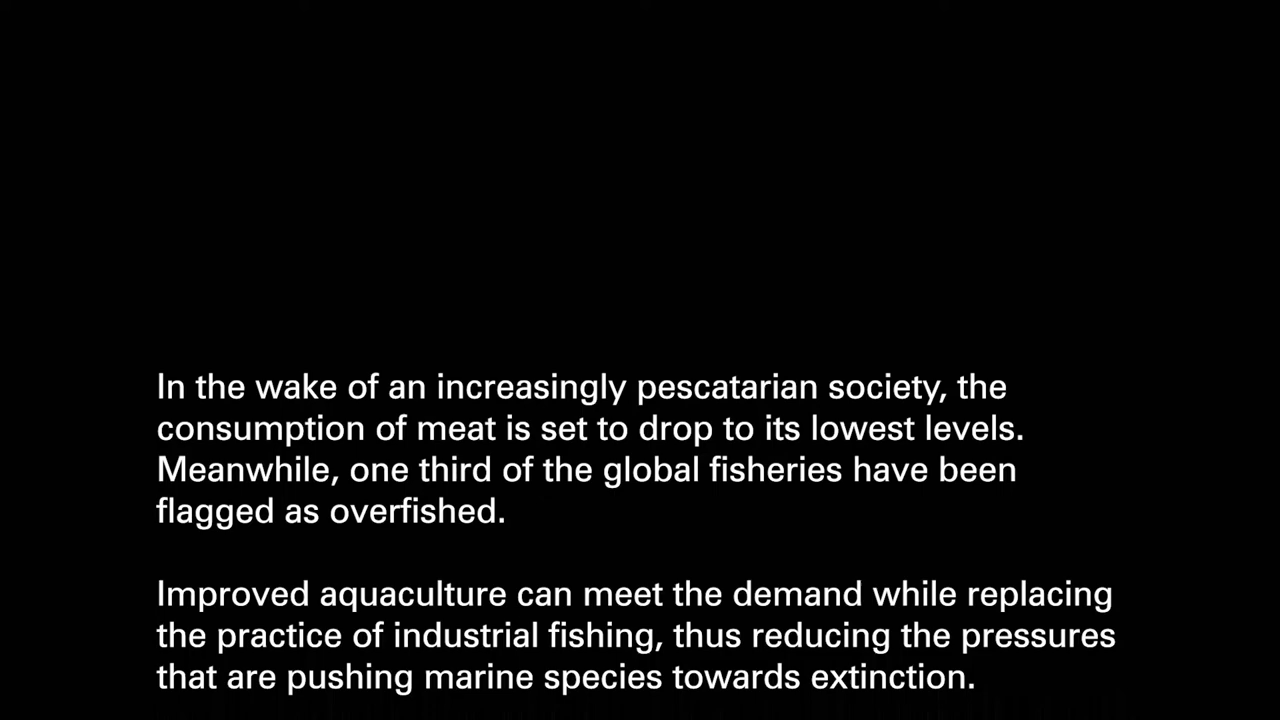 In the wake of an increasingly pescatarian society, the
consumption of meat is set to drop to its lowest levels.
Meanwhile, one third of the global fisheries have been
flagged as overfished.
Improved aquaculture can meet the demand while replacing
the practice of industrial fishing, thus reducing the pressures
that are pushing marine species towards extinction.